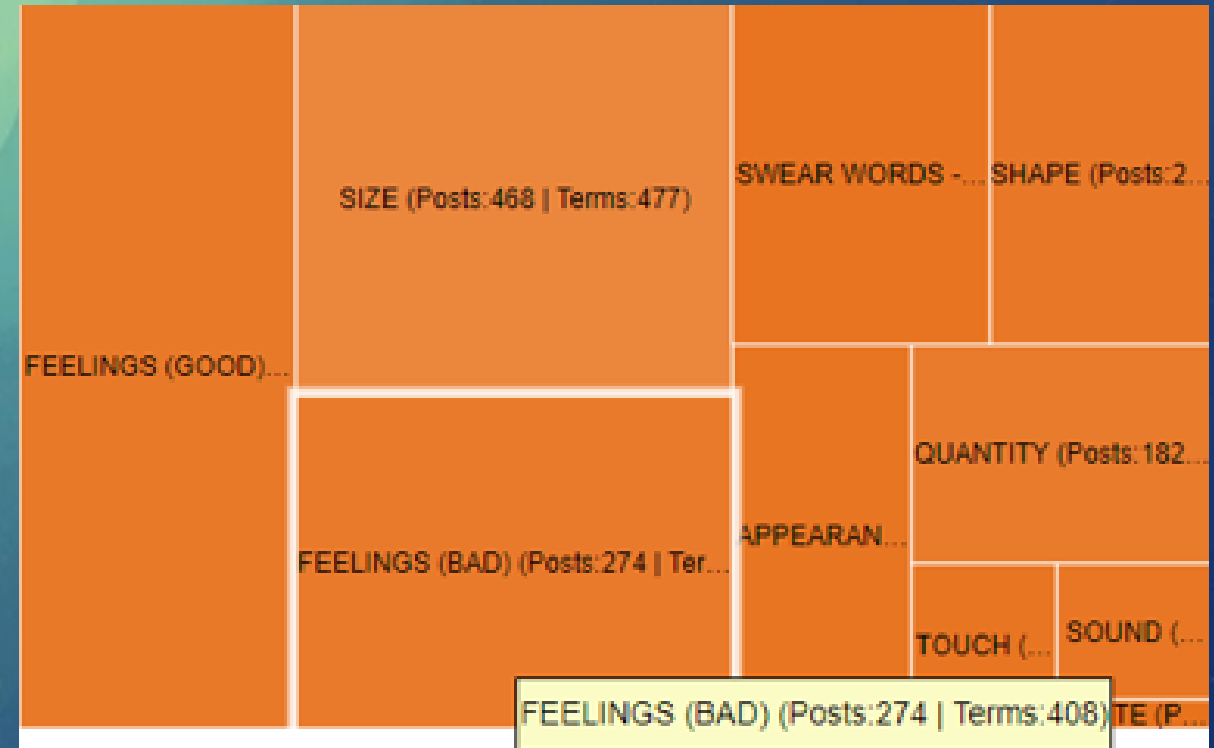 FEELINGS (GOOD)...
SIZE (Posts:468 | Terms:477)
FEELINGS (BAD) (Posts:274 | Ter...
SWEAR WORDS -...
SHAPE (Posts:2...
APPEARAN...
QUANTITY (Posts:182...
TOUCH (...
SOUND (...
FEELINGS (BAD) (Posts:274 | Terms:408)
TE (P...